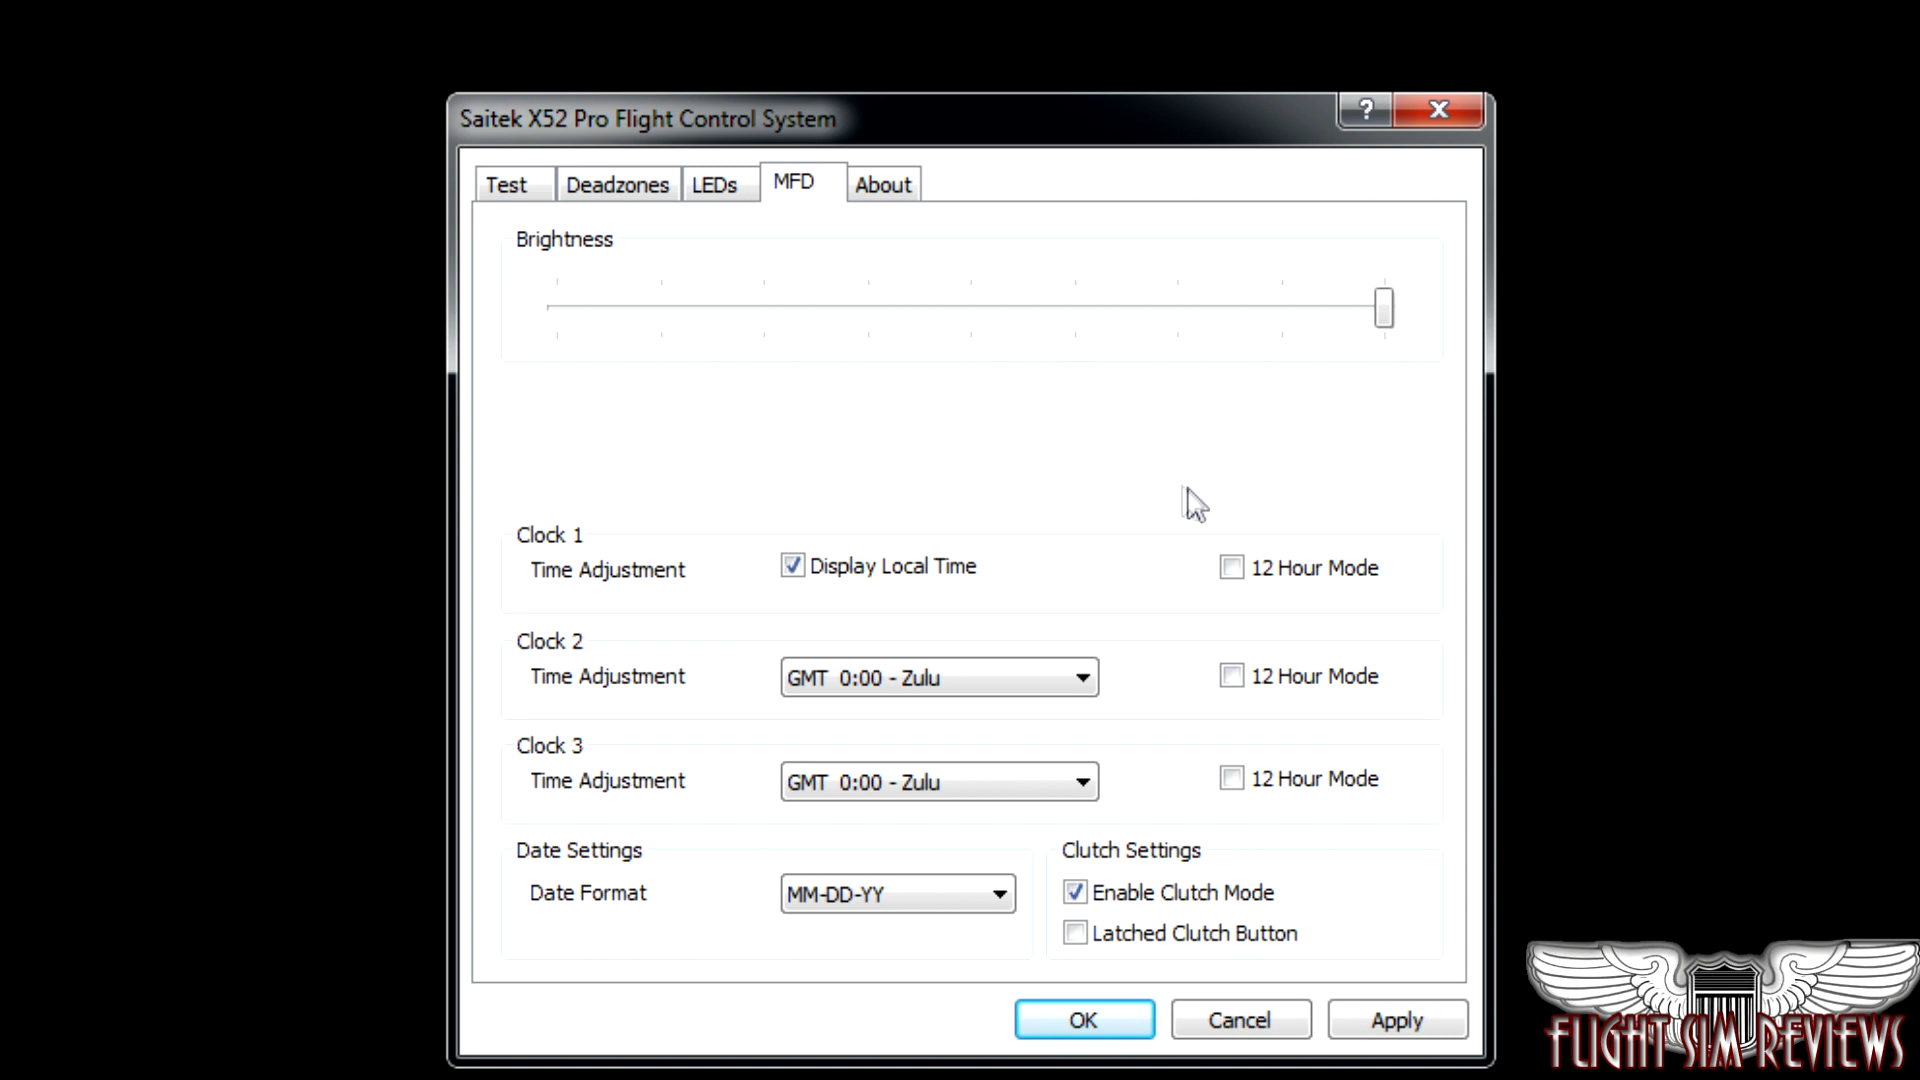 Saitek X52 Pro Flight Control System
?
Test Deadzones LEDs MFD About
Brightness
Clock 1
Time Adjustment Display Local Time 12 Hour Mode
Clock 2
Time Adjustment GMT 0:00 - Zulu 12 Hour Mode
Clock 3
Time Adjustment GMT 0:00 - Zulu 12 Hour Mode
Date Settings
Date Format MM-DD-YY
Clutch Settings
Enable Clutch Mode
Latched Clutch Button
OK Cancel Apply
FLIGHT SIM REVIEWS